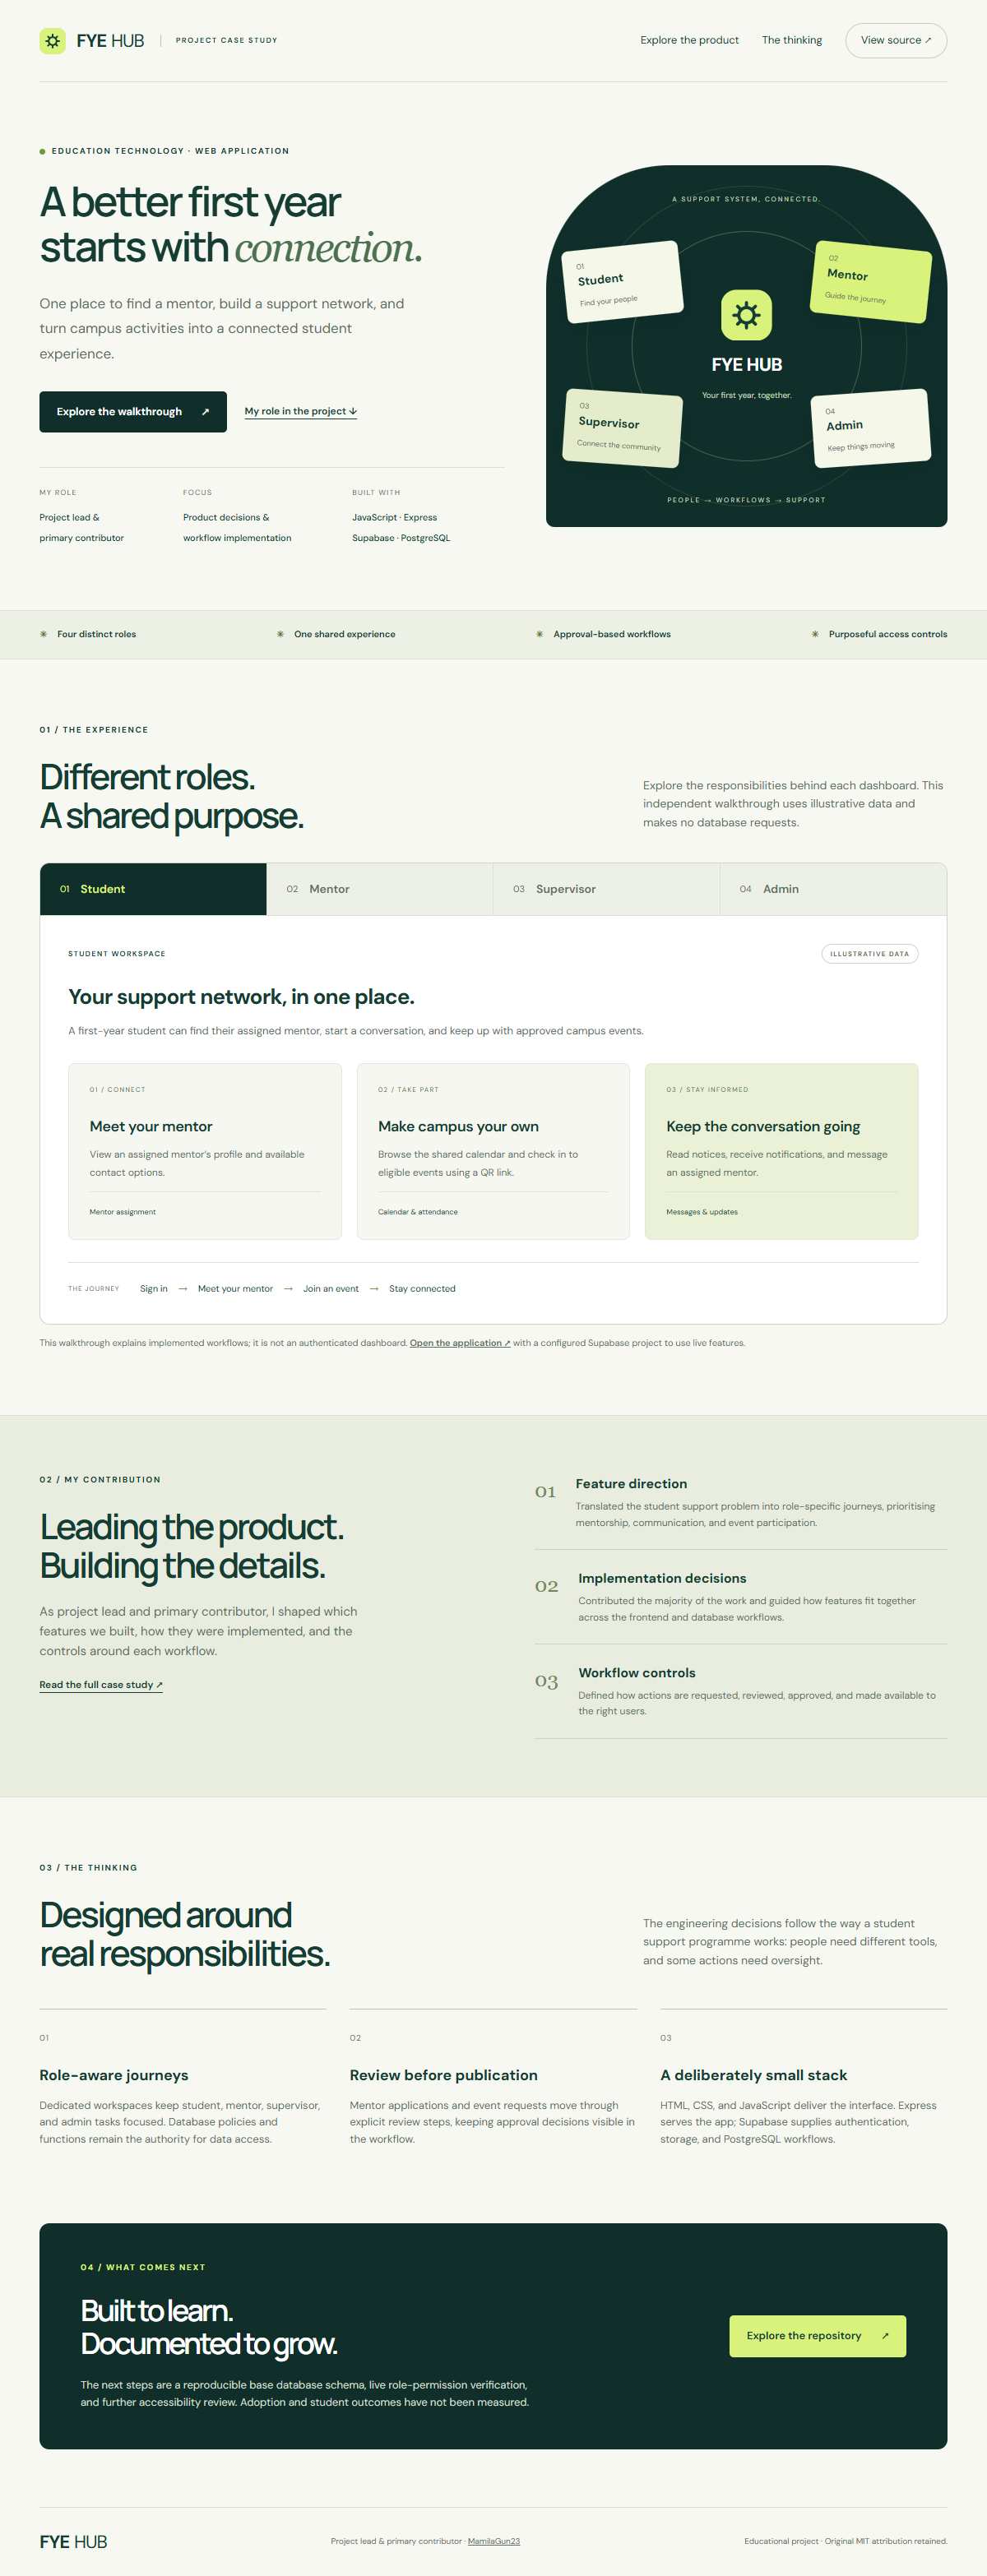 FYE HUB
PROJECT CASE STUDY
Explore the product
The thinking
View source ↗
EDUCATION TECHNOLOGY · WEB APPLICATION
A better first year
starts with connection.
One place to find a mentor, build a support network, and
turn campus activities into a connected student
experience.
Explore the walkthrough ↗
My role in the project ↓
MY ROLE
Project lead &
primary contributor
FOCUS
Product decisions &
workflow implementation
BUILT WITH
JavaScript · Express
Supabase · PostgreSQL
A SUPPORT SYSTEM, CONNECTED.
01
Student
Find your people
02
Mentor
Guide the journey
FYE HUB
Your first year, together.
03
Supervisor
Connect the community
04
Admin
Keep things moving
PEOPLE → WORKFLOWS → SUPPORT
Four distinct roles
One shared experience
Approval-based workflows
Purposeful access controls
01 / THE EXPERIENCE
Different roles.
A shared purpose.
Explore the responsibilities behind each dashboard. This
independent walkthrough uses illustrative data and
makes no database requests.
01 Student
02 Mentor
03 Supervisor
04 Admin
STUDENT WORKSPACE
ILLUSTRATIVE DATA
Your support network, in one place.
A first-year student can find their assigned mentor, start a conversation, and keep up with approved campus events.
01 / CONNECT
Meet your mentor
View an assigned mentor's profile and available
contact options.
Mentor assignment
02 / TAKE PART
Make campus your own
Browse the shared calendar and check in to
eligible events using a QR link.
Calendar & attendance
03 / STAY INFORMED
Keep the conversation going
Read notices, receive notifications, and message
an assigned mentor.
Messages & updates
THE JOURNEY Sign in → Meet your mentor → Join an event → Stay connected
This walkthrough explains implemented workflows; it is not an authenticated dashboard. Open the application ↗ with a configured Supabase project to use live features.
02 / MY CONTRIBUTION
Leading the product.
Building the details.
As project lead and primary contributor, I shaped which
features we built, how they were implemented, and the
controls around each workflow.
Read the full case study ↗
01
Feature direction
Translated the student support problem into role-specific journeys, prioritising
mentorship, communication, and event participation.
02
Implementation decisions
Contributed the majority of the work and guided how features fit together
across the frontend and database workflows.
03
Workflow controls
Defined how actions are requested, reviewed, approved, and made available to
the right users.
03 / THE THINKING
Designed around
real responsibilities.
The engineering decisions follow the way a student
support programme works: people need different tools,
and some actions need oversight.
01
Role-aware journeys
Dedicated workspaces keep student, mentor, supervisor,
and admin tasks focused. Database policies and
functions remain the authority for data access.
02
Review before publication
Mentor applications and event requests move through
explicit review steps, keeping approval decisions visible in
the workflow.
03
A deliberately small stack
HTML, CSS, and JavaScript deliver the interface. Express
serves the app; Supabase supplies authentication,
storage, and PostgreSQL workflows.
04 / WHAT COMES NEXT
Built to learn.
Documented to grow.
The next steps are a reproducible base database schema, live role-permission verification,
and further accessibility review. Adoption and student outcomes have not been measured.
Explore the repository ↗
FYE HUB
Project lead & primary contributor · MamilaGun23
Educational project · Original MIT attribution retained.